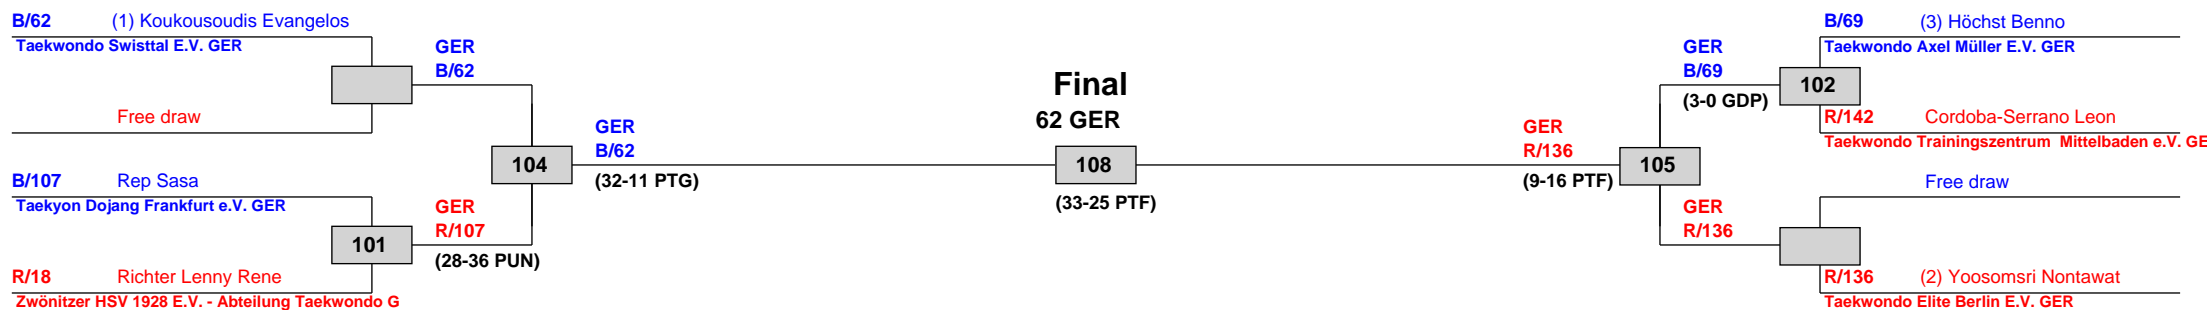 B/62 (1) Koukousoudis Evangelos
Taekwondo Swisttal E.V. GER
GER
B/62
Free draw
B/107 Rep Sasa
Taekyon Dojang Frankfurt e.V. GER
101
GER
R/107
(28-36 PUN)
R/18 Richter Lenny Rene
Zwönitzer HSV 1928 E.V. - Abteilung Taekwondo G
104
GER
B/62
(32-11 PTG)
Final
62 GER
108
(33-25 PTF)
GER
R/136
(9-16 PTF)
105
GER
B/69
(3-0 GDP)
102
B/69 (3) Höchst Benno
Taekwondo Axel Müller E.V. GER
R/142 Cordoba-Serrano Leon
Taekwondo Trainingszentrum Mittelbaden e.V. GE
Free draw
GER
R/136
R/136 (2) Yoosomsri Nontawat
Taekwondo Elite Berlin E.V. GER